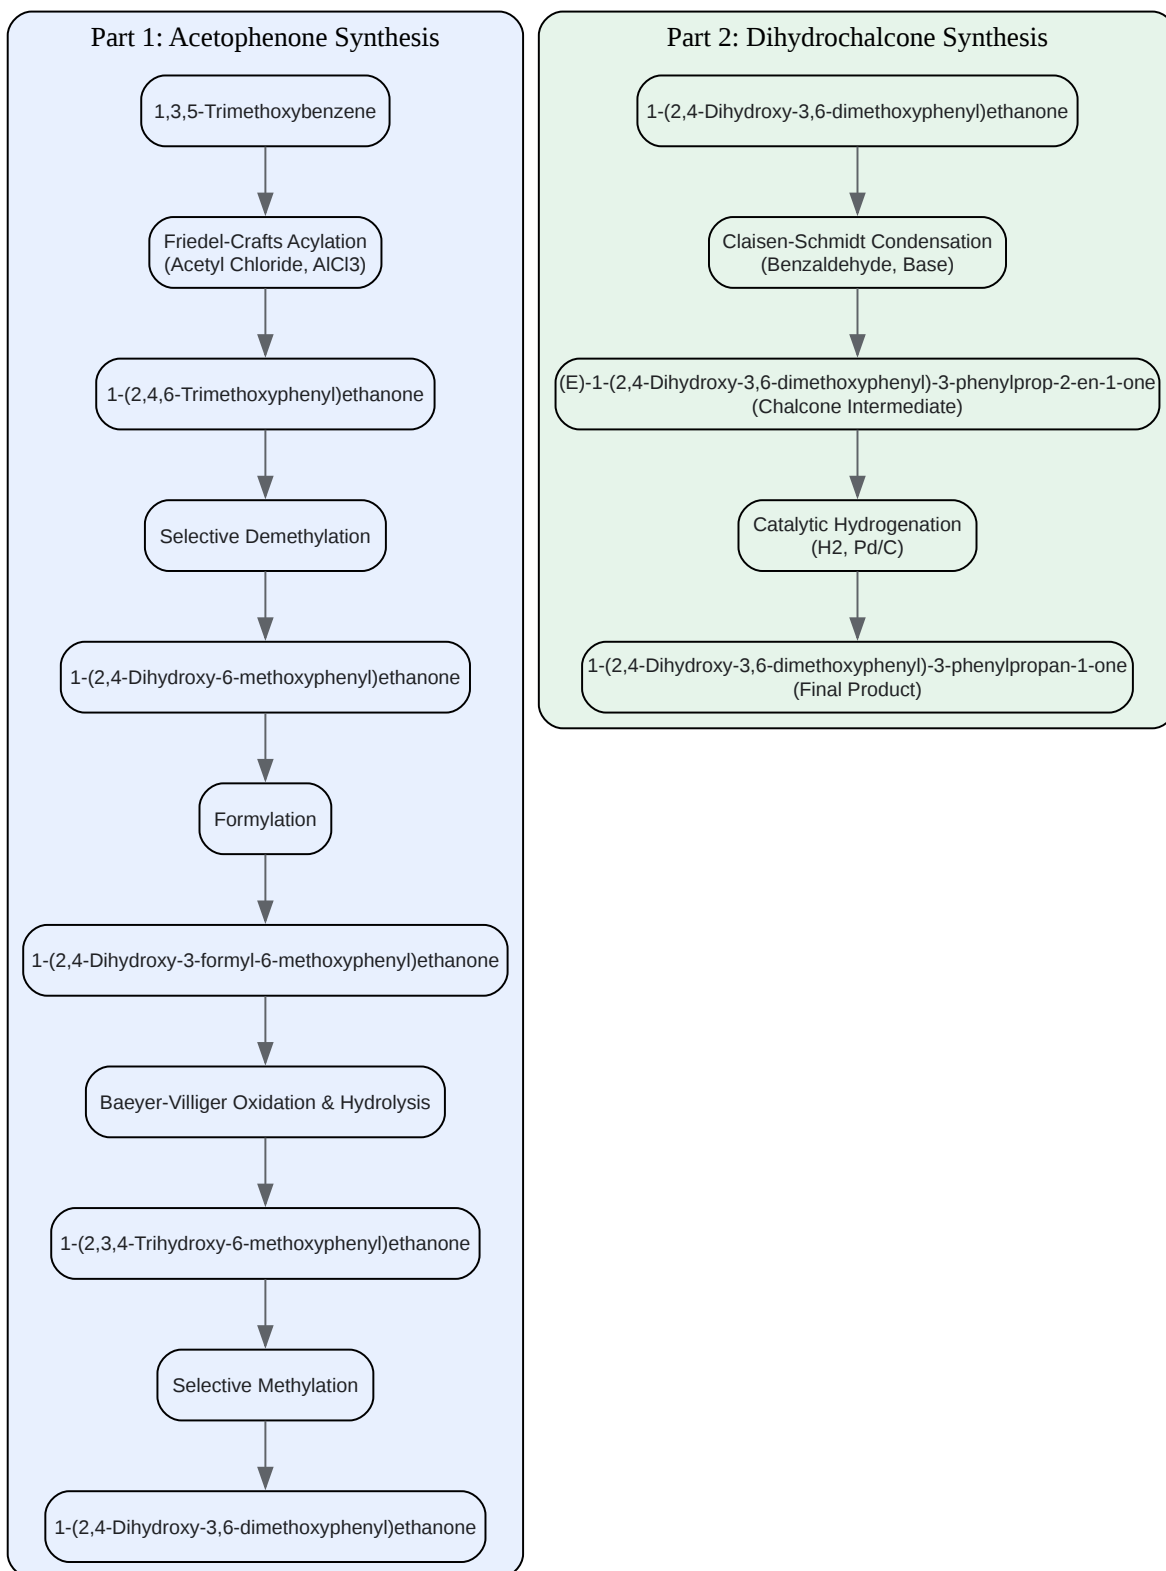 Part 1: Acetophenone Synthesis
1,3,5-Trimethoxybenzene
Friedel-Crafts Acylation
(Acetyl Chloride, AlCl3)
1-(2,4,6-Trimethoxyphenyl)ethanone
Selective Demethylation
1-(2,4-Dihydroxy-6-methoxyphenyl)ethanone
Formylation
1-(2,4-Dihydroxy-3-formyl-6-methoxyphenyl)ethanone
Baeyer-Villiger Oxidation & Hydrolysis
1-(2,3,4-Trihydroxy-6-methoxyphenyl)ethanone
Selective Methylation
1-(2,4-Dihydroxy-3,6-dimethoxyphenyl)ethanone
Part 2: Dihydrochalcone Synthesis
1-(2,4-Dihydroxy-3,6-dimethoxyphenyl)ethanone
Claisen-Schmidt Condensation
(Benzaldehyde, Base)
(E)-1-(2,4-Dihydroxy-3,6-dimethoxyphenyl)-3-phenylprop-2-en-1-one
(Chalcone Intermediate)
Catalytic Hydrogenation
(H2, Pd/C)
1-(2,4-Dihydroxy-3,6-dimethoxyphenyl)-3-phenylpropan-1-one
(Final Product)